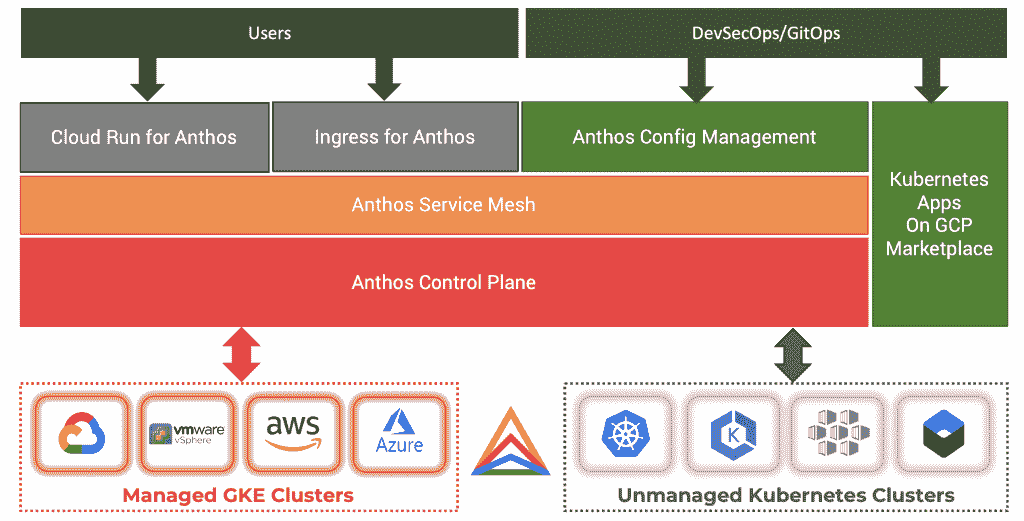 Users
DevSecOps/GitOps
Cloud Run for Anthos
Ingress for Anthos
Anthos Config Management
Kubernetes
Apps
On GCP
Marketplace
Anthos Service Mesh
Anthos Control Plane
vmware
vSphere
aws
Azure
K
Managed GKE Clusters
Unmanaged Kubernetes Clusters